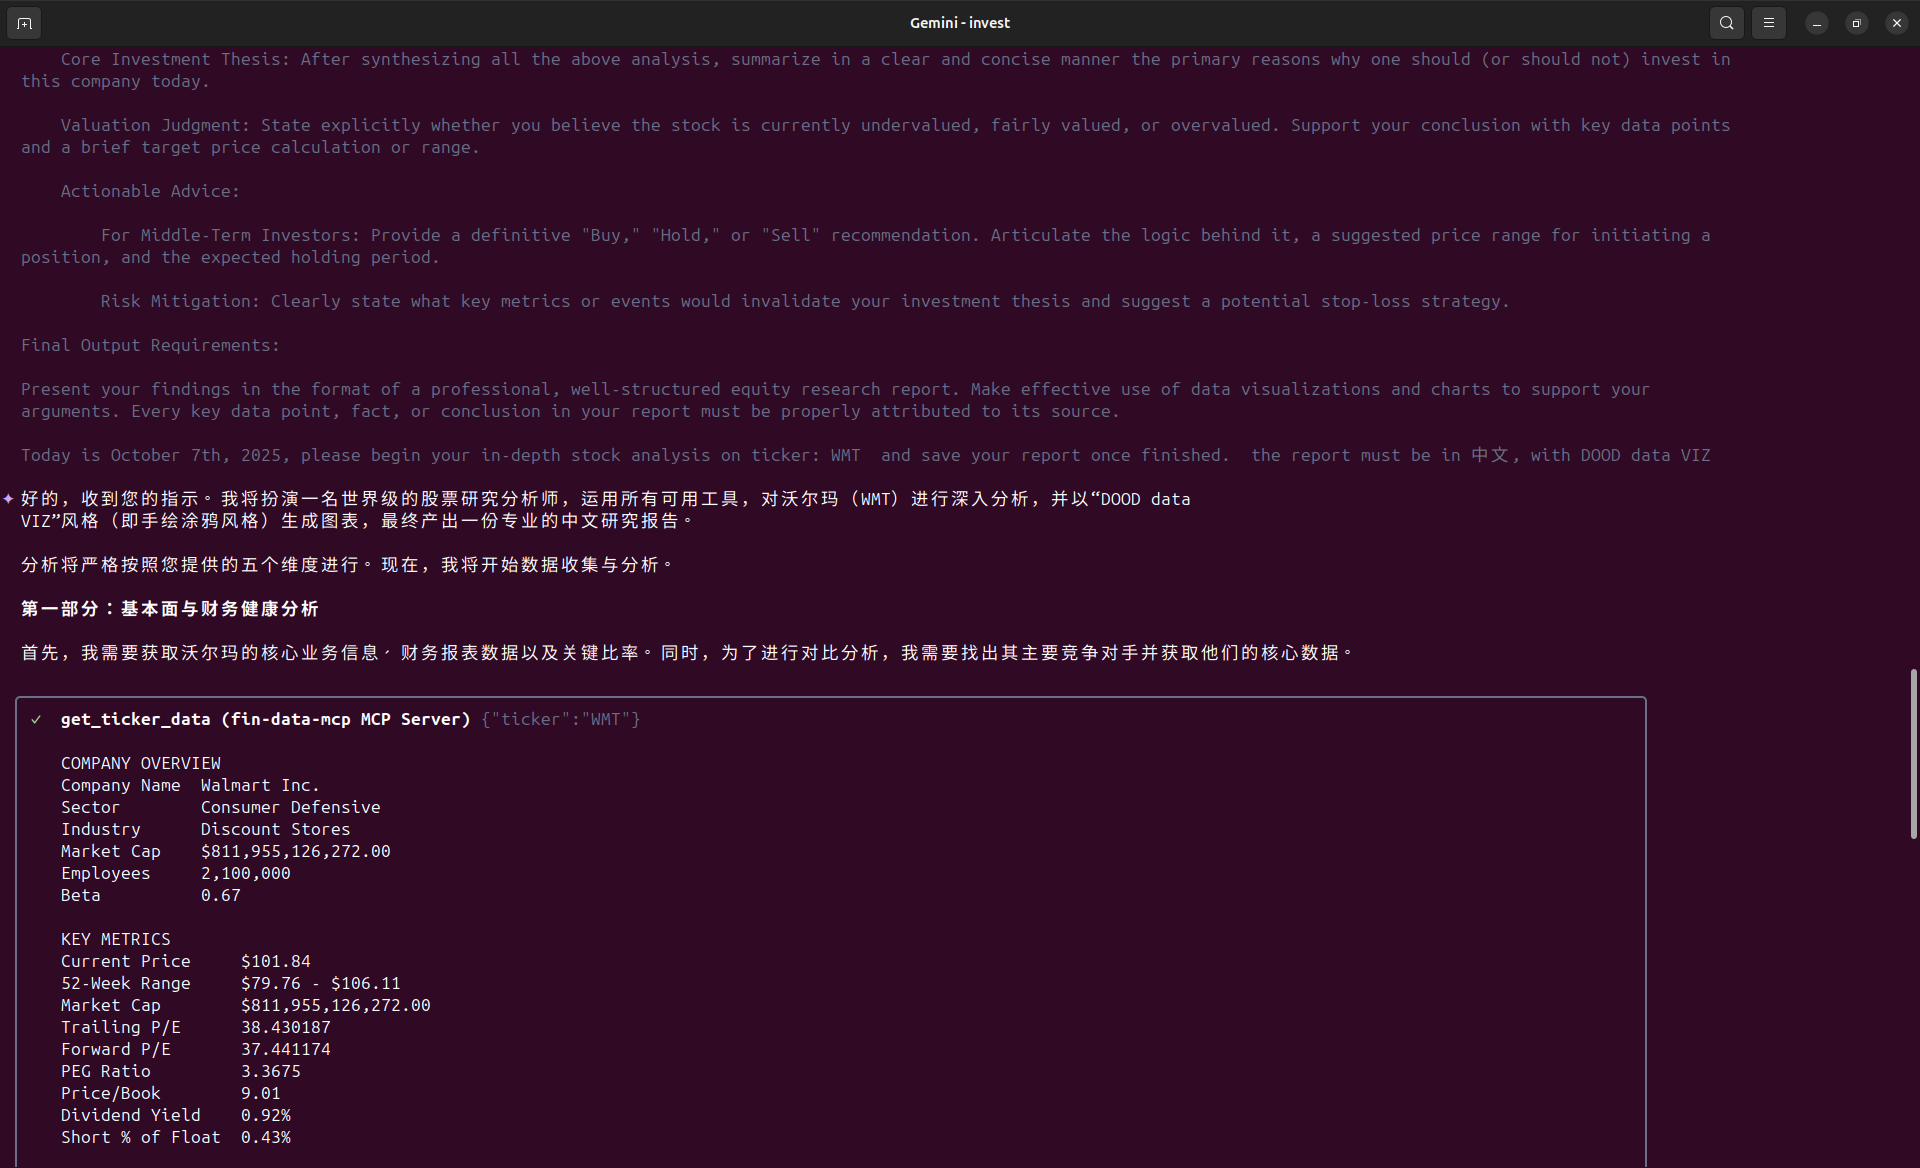 Gemini - invest
Core Investment Thesis: After synthesizing all the above analysis, summarize in a clear and concise manner the primary reasons why one should (or should not) invest in
this company today.
Valuation Judgment: State explicitly whether you believe the stock is currently undervalued, fairly valued, or overvalued. Support your conclusion with key data points
and a brief target price calculation or range.
Actionable Advice:
For Middle-Term Investors: Provide a definitive "Buy," "Hold," or "Sell" recommendation. Articulate the logic behind it, a suggested price range for initiating a
position, and the expected holding period.
Risk Mitigation: Clearly state what key metrics or events would invalidate your investment thesis and suggest a potential stop-loss strategy.
Final Output Requirements:
Present your findings in the format of a professional, well-structured equity research report. Make effective use of data visualizations and charts to support your
arguments. Every key data point, fact, or conclusion in your report must be properly attributed to its source.
Today is October 7th, 2025, please begin your in-depth stock analysis on ticker: WMT  and save your report once finished.  the report must be in 中文, with DOOD data VIZ
✦ 好的，收到您的指示。我将扮演一名世界级的股票研究分析师，运用所有可用工具，对沃尔玛（WMT）进行深入分析，并以“DOOD data
VIZ”风格（即手绘涂鸦风格）生成图表，最终产出一份专业的中文研究报告。
分析将严格按照您提供的五个维度进行。现在，我将开始数据收集与分析。
第一部分：基本面与财务健康分析
首先，我需要获取沃尔玛的核心业务信息、财务报表数据以及关键比率。同时，为了进行对比分析，我需要找出其主要竞争对手并获取他们的核心数据。
✓ get_ticker_data (fin-data-mcp MCP Server) {"ticker":"WMT"}
COMPANY OVERVIEW
Company Name  Walmart Inc.
Sector        Consumer Defensive
Industry      Discount Stores
Market Cap    $811,955,126,272.00
Employees     2,100,000
Beta          0.67
KEY METRICS
Current Price     $101.84
52-Week Range     $79.76 - $106.11
Market Cap        $811,955,126,272.00
Trailing P/E      38.430187
Forward P/E       37.441174
PEG Ratio         3.3675
Price/Book        9.01
Dividend Yield    0.92%
Short % of Float  0.43%